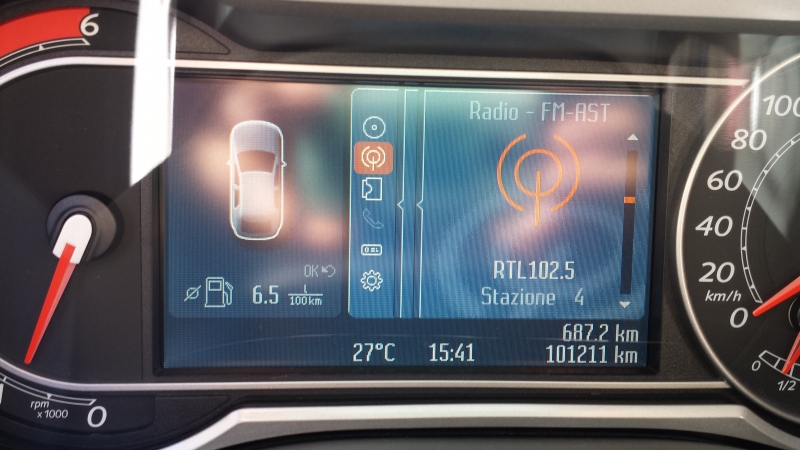 6
rpm
x1000
0
Radio - FM-AST
RTL102.5
Stazione 4
OK
6.5 L/100km
27°C 15:41
687.2 km
101211 km
100
80
60
40
20
km/h
0
0
1/2